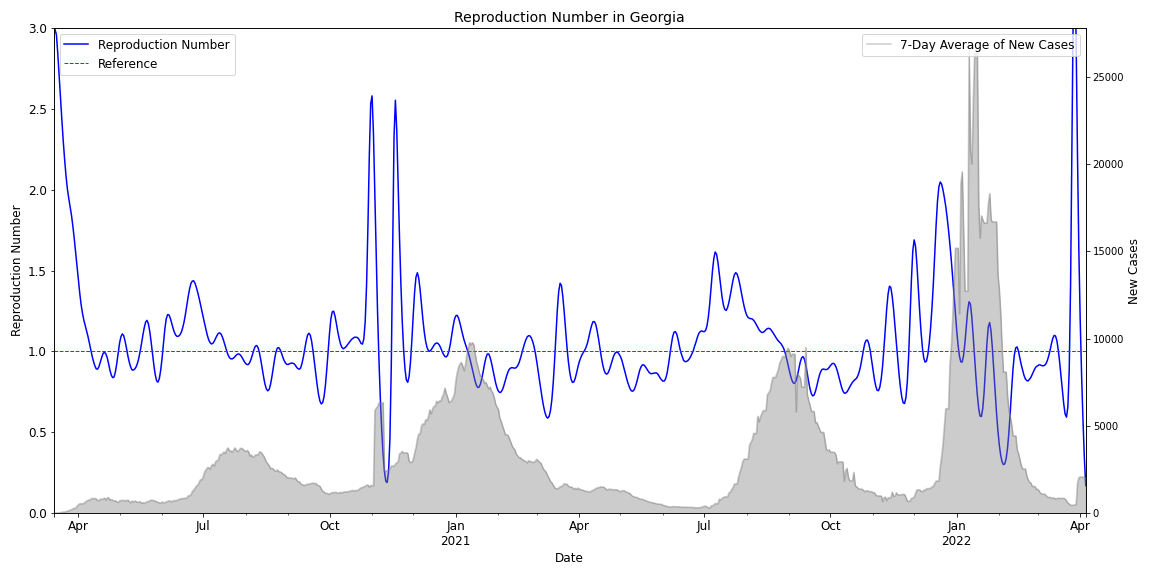 Reproduction Number in Georgia
Reproduction Number
Reference
7-Day Average of New Cases
3.0
2.5
2.0
1.5
1.0
0.5
0.0
Reproduction Number
25000
20000
15000
10000
5000
0
New Cases
Apr
Jul
Oct
Jan
2021
Apr
Jul
Oct
Jan
2022
Apr
Date